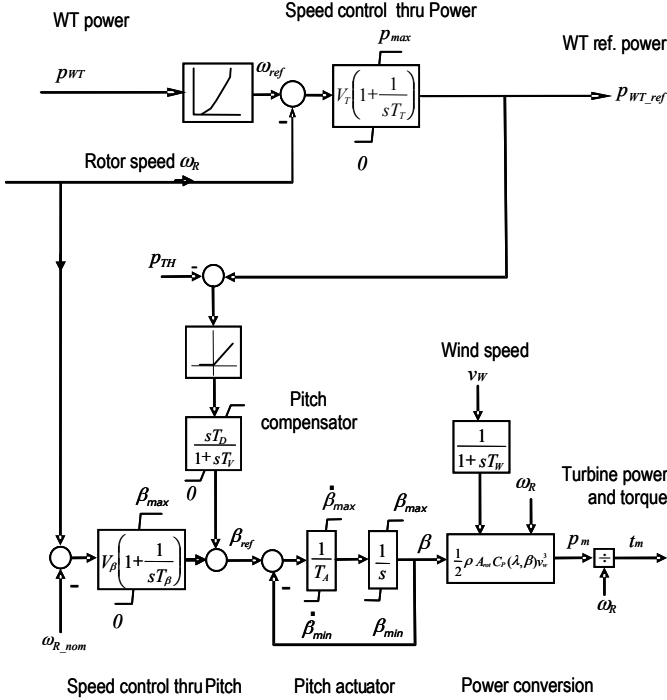 Speed control thru Power
WT power
p_max
WT ref. power
p_WT
ω_ref
V_T(1+1/(sT_T))
p_WT_ref
-
0
Rotor speed ω_R
p_TH
-
Wind speed
v_W
Pitch
compensator
sT_D/(1+sT_V)
1/(1+sT_W)
0
Turbine power
and torque
ω_R
β_max
β̇_max
β_max
β_ref
β
p_m
t_m
V_β(1+1/(sT_β))
1/T_A
1/s
1/2 ρ A_rot C_P(λ,β)v_w^3
÷
-
-
0
β̇_min
β_min
ω_R
ω_R_nom
Speed control thru Pitch
Pitch actuator
Power conversion